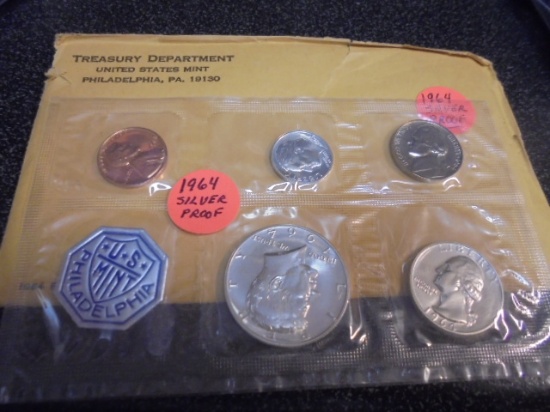 TREASURY DEPARTMENT
UNITED STATES MINT
PHILADELPHIA, PA. 19130
1964
SILVER
PROOF
1964
SILVER
PROOF
U.S.
MINT
PHILADELPHIA
LIBERTY